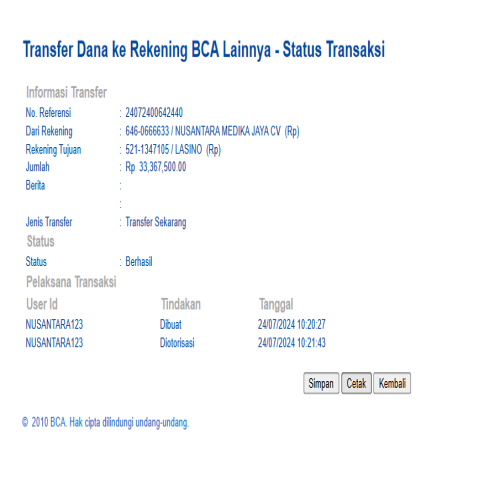 Transfer Dana ke Rekening BCA Lainnya - Status Transaksi
Informasi Transfer
No. Referensi : 24072400642440
Dari Rekening : 646-0666633 / NUSANTARA MEDIKA JAYA CV (Rp)
Rekening Tujuan : 521-1347105 / LASINO (Rp)
Jumlah : Rp 33,367,500.00
Berita :
:
Jenis Transfer : Transfer Sekarang
Status
Status : Berhasil
Pelaksana Transaksi
User Id Tindakan Tanggal
NUSANTARA123 Dibuat 24/07/2024 10:20:27
NUSANTARA123 Diotorisasi 24/07/2024 10:21:43
Simpan Cetak Kembali
© 2010 BCA. Hak cipta dilindungi undang-undang.